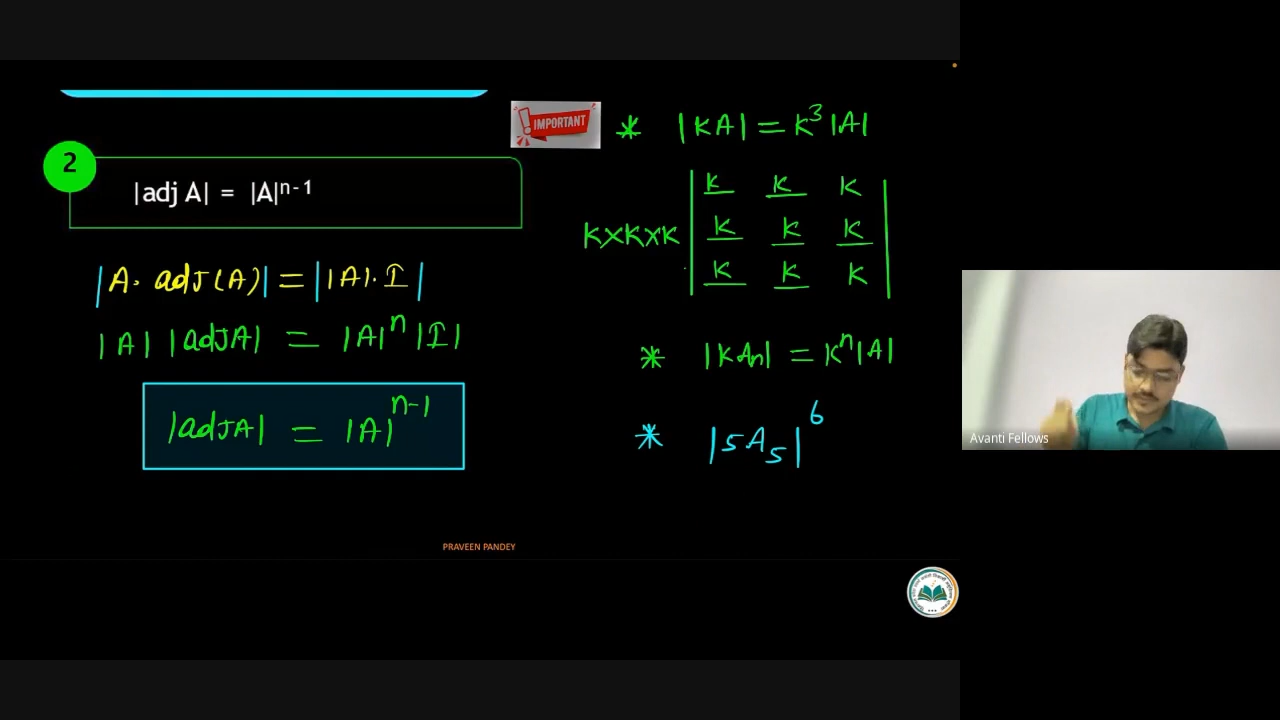 2
|adj A| = |A|ⁿ⁻¹
|A. adj(A)| = ||A|. I|
|A| |adjA| = |A|ⁿ |I|
|adjA| = |A|ⁿ⁻¹
PRAVEEN PANDEY
! IMPORTANT
* |KA| = K³|A|
K K K
K×K×K K K K
K K K
* |KAₙ| = Kⁿ|A|
* |5A₅|⁶
Avanti Fellows